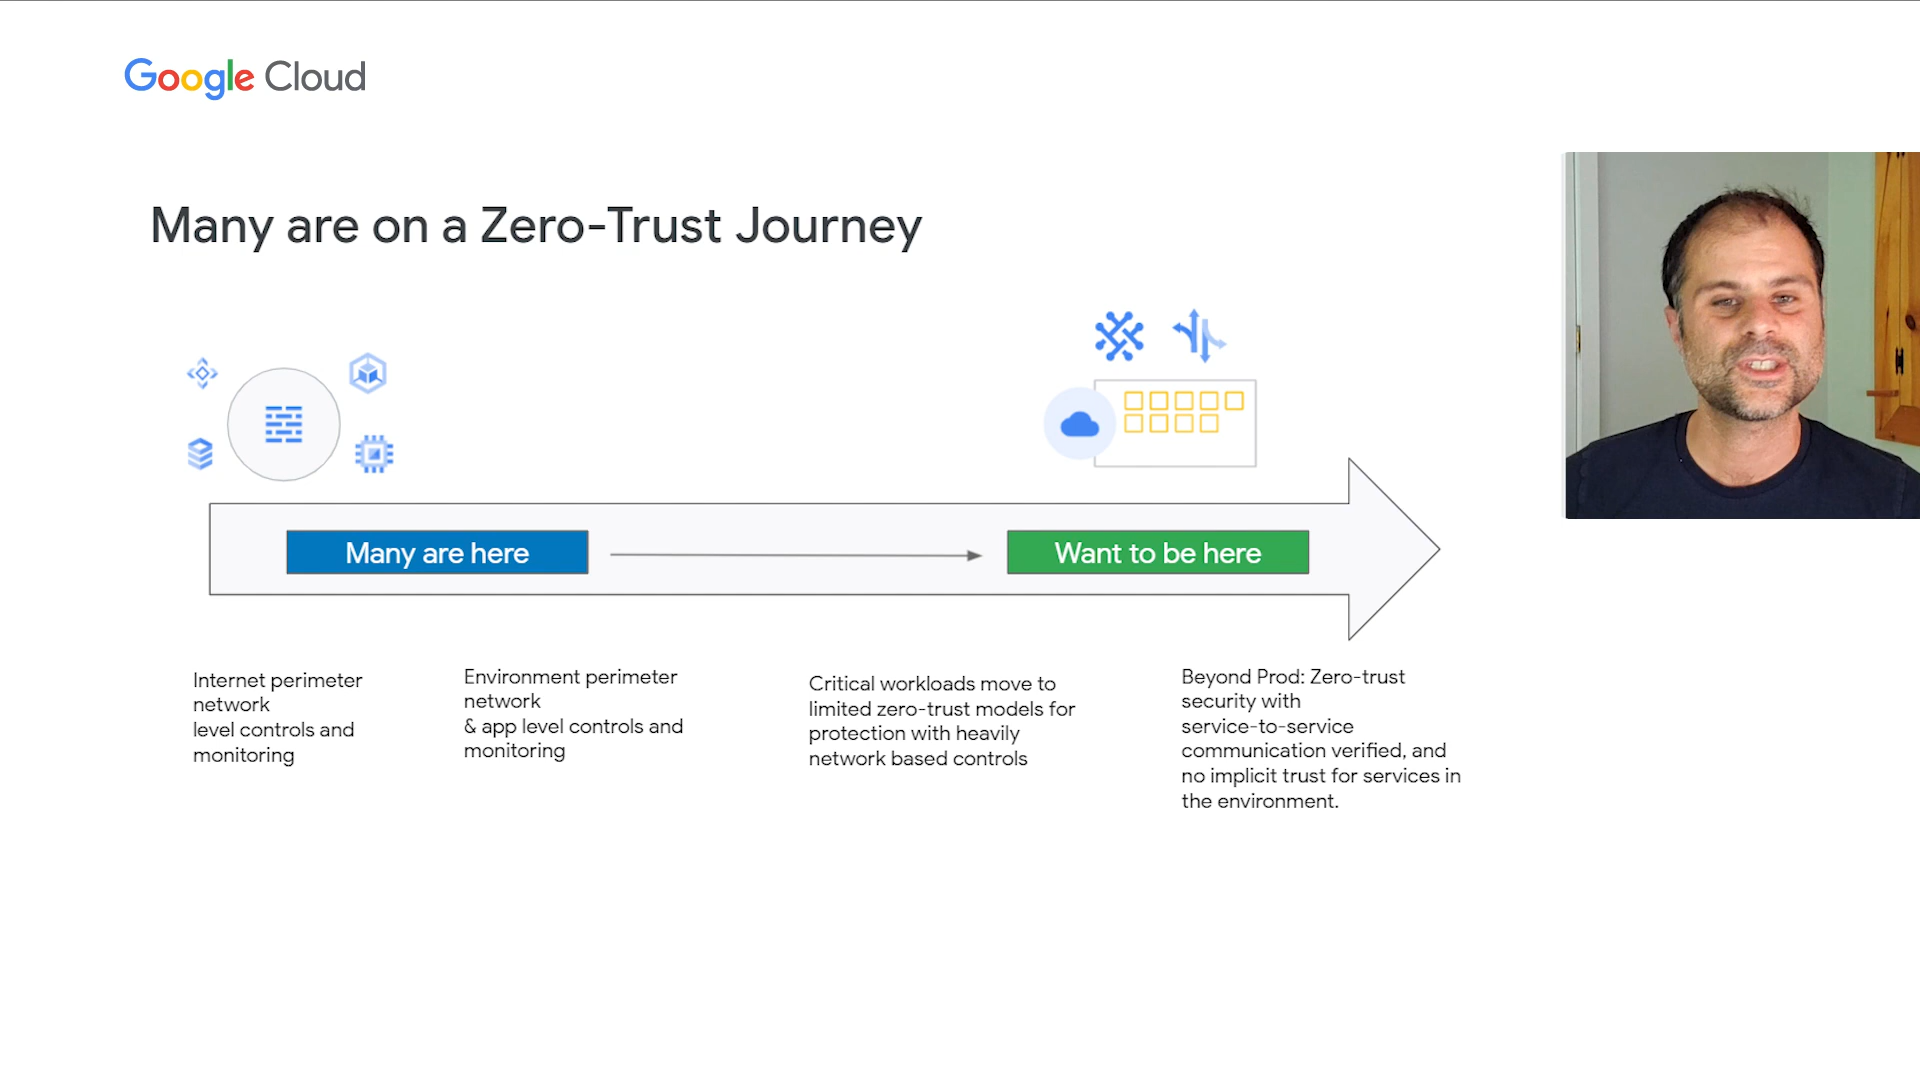 Google Cloud
Many are on a Zero-Trust Journey
Many are here
Want to be here
Internet perimeter
network
level controls and
monitoring
Environment perimeter
network
& app level controls and
monitoring
Critical workloads move to
limited zero-trust models for
protection with heavily
network based controls
Beyond Prod: Zero-trust
security with
service-to-service
communication verified, and
no implicit trust for services in
the environment.